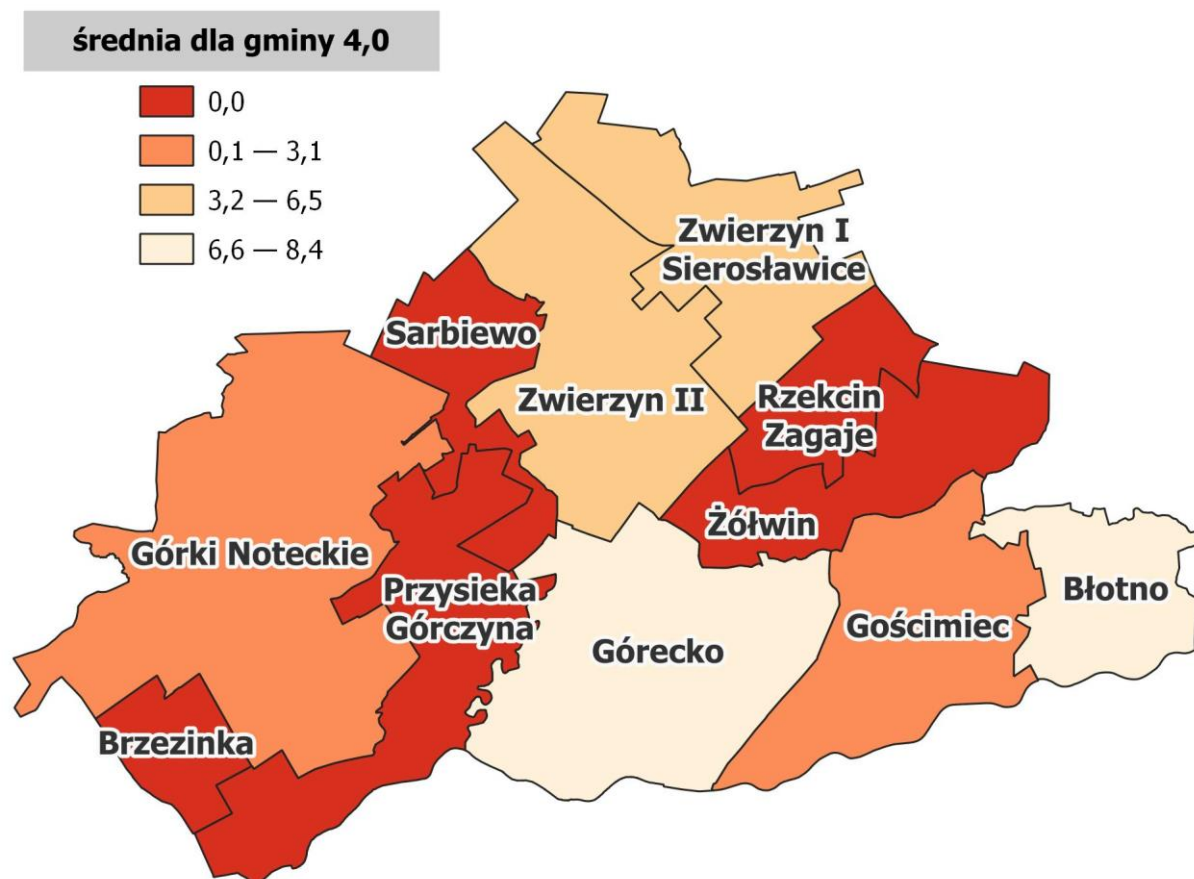 średnia dla gminy 4,0
0,0
0,1 — 3,1
3,2 — 6,5
6,6 — 8,4
Zwierzyn I
Sierosławice
Sarbiewo
Zwierzyn II
Rzekcin
Zagaje
Żółwin
Górki Noteckie
Przysieka
Górczyna
Górecko
Gościmiec
Błotno
Brzezinka